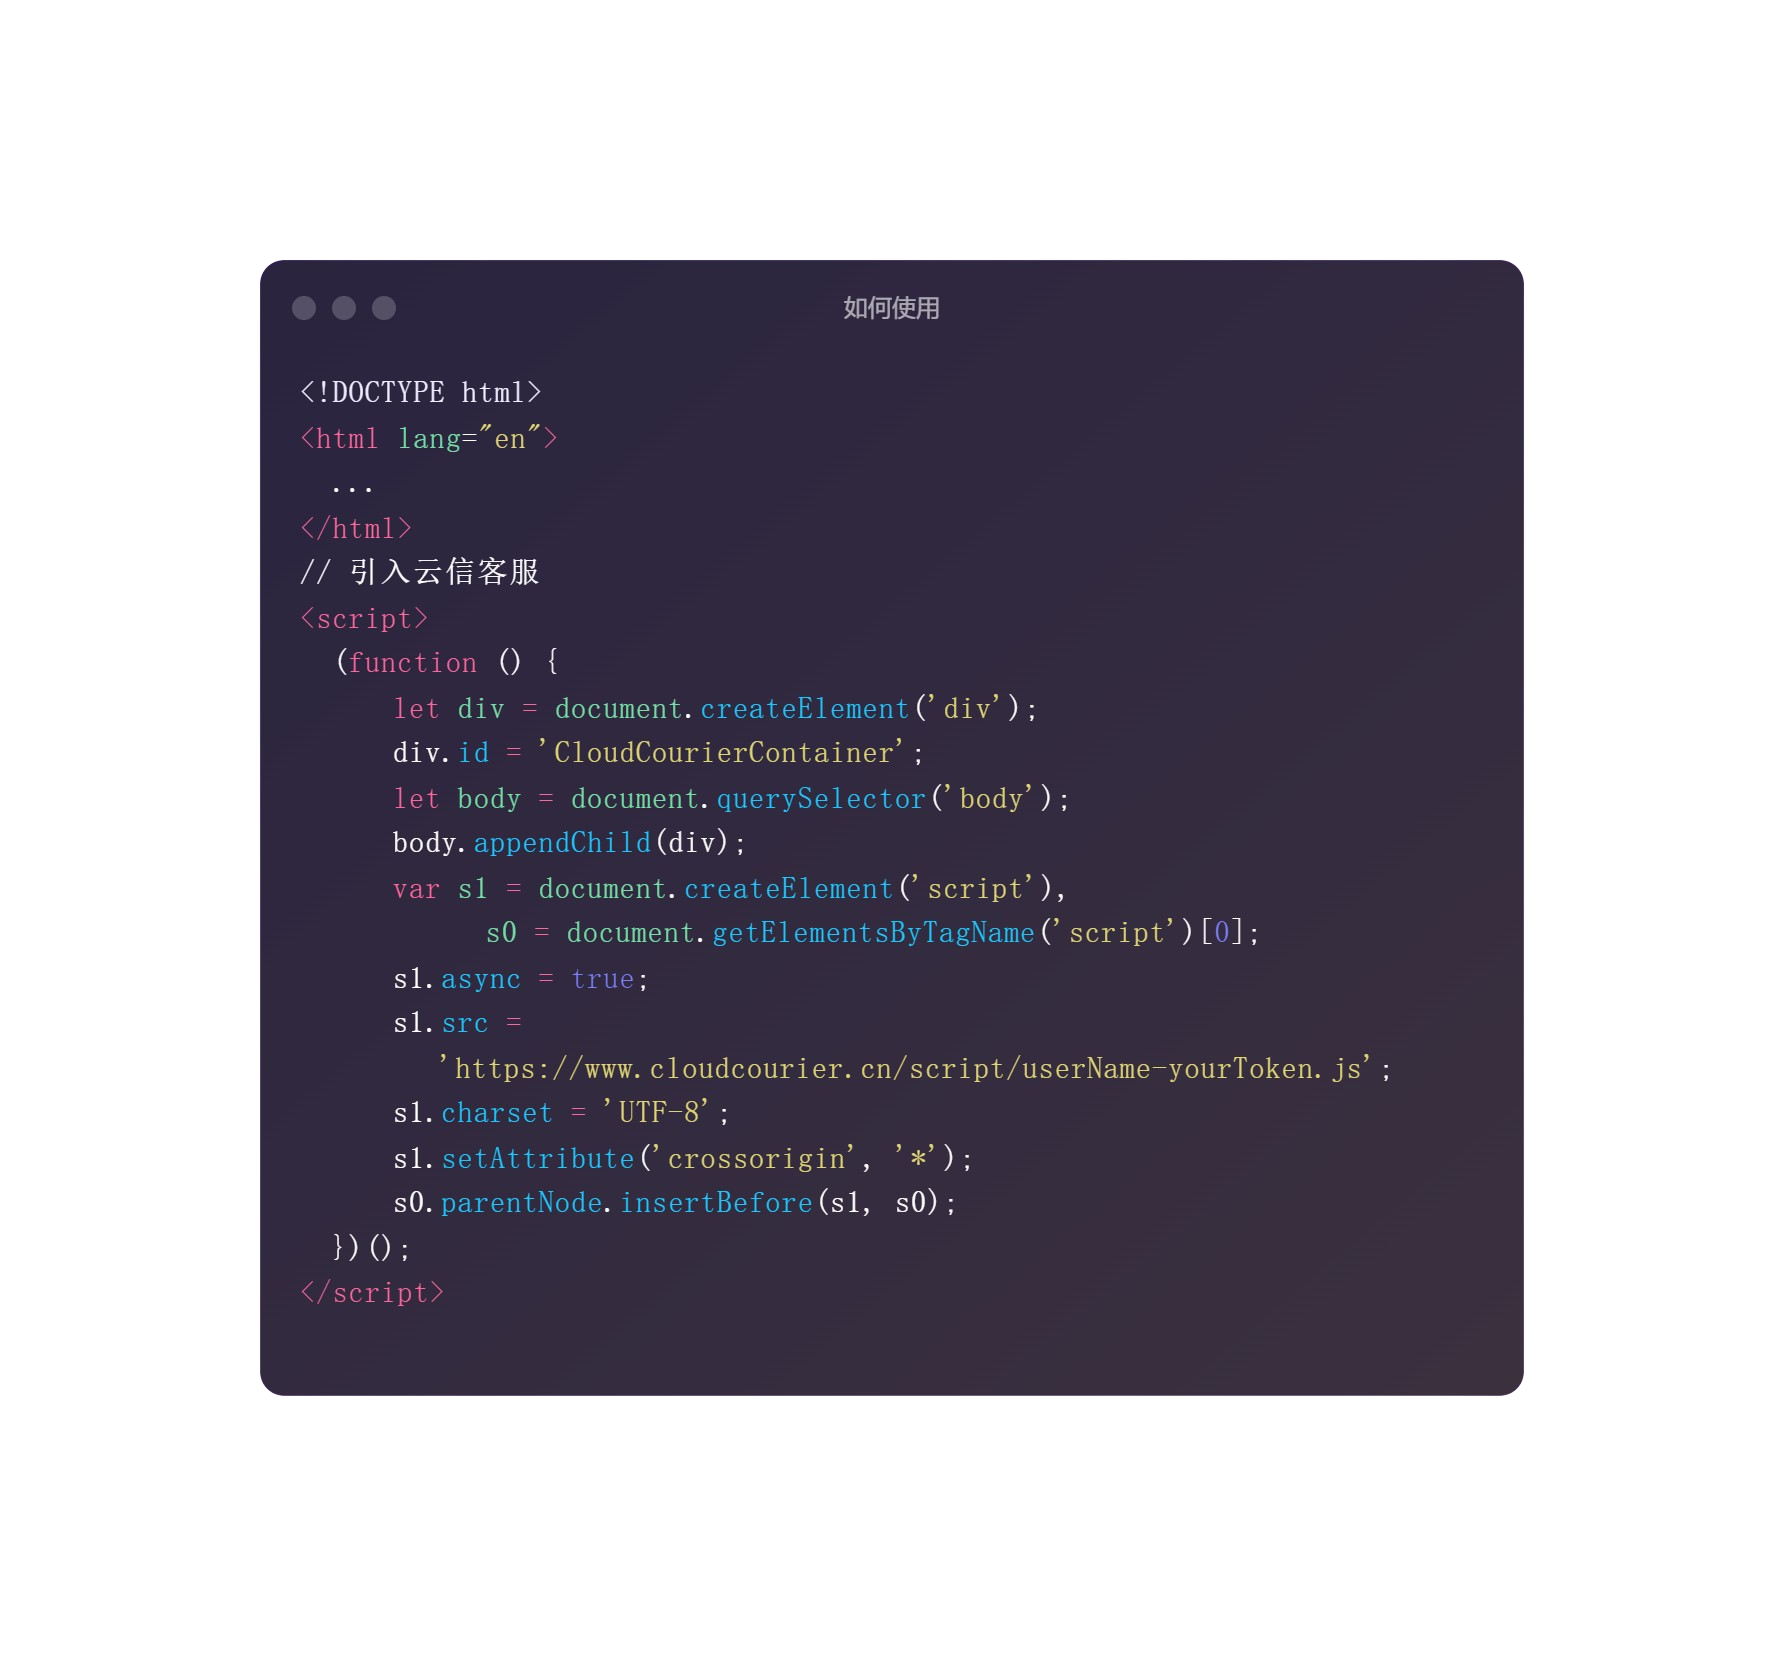 如何使用
<!DOCTYPE html>
<html lang="en">
  ...
</html>
// 引入云信客服
<script>
  (function () {
      let div = document.createElement('div');
      div.id = 'CloudCourierContainer';
      let body = document.querySelector('body');
      body.appendChild(div);
      var s1 = document.createElement('script'),
            s0 = document.getElementsByTagName('script')[0];
      s1.async = true;
      s1.src =
         'https://www.cloudcourier.cn/script/userName-yourToken.js';
      s1.charset = 'UTF-8';
      s1.setAttribute('crossorigin', '*');
      s0.parentNode.insertBefore(s1, s0);
  })();
</script>